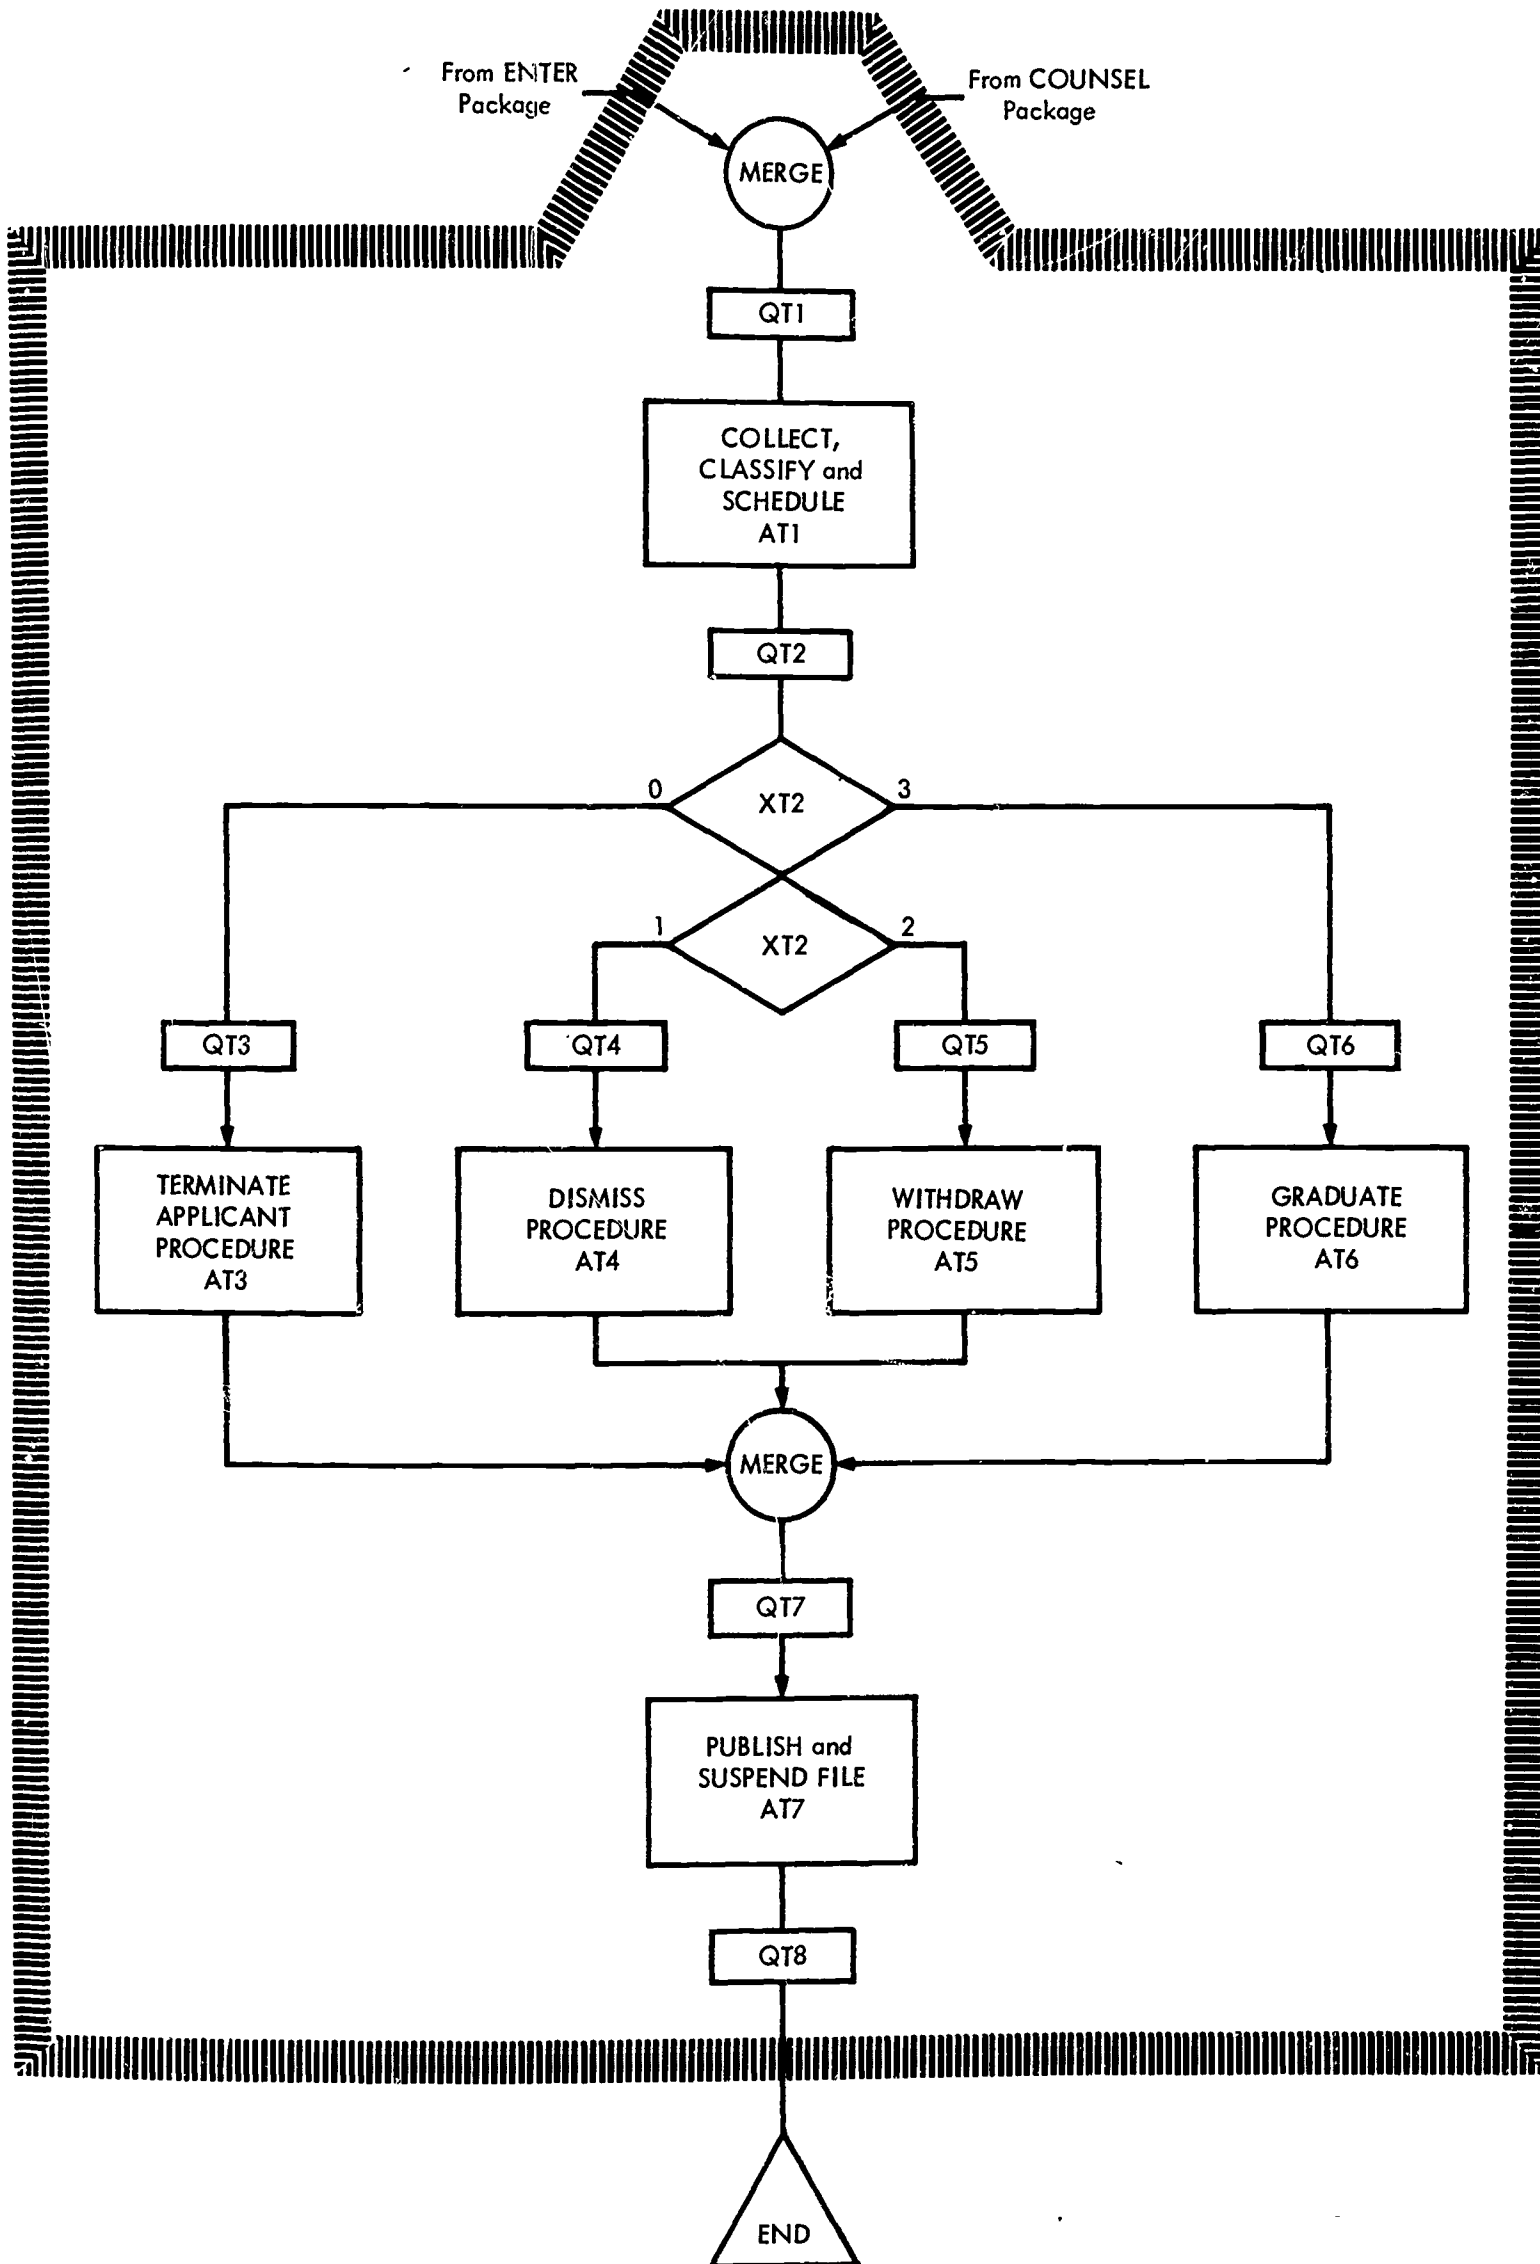 From ENTER
Package
From COUNSEL
Package
MERGE
QT1
COLLECT,
CLASSIFY and
SCHEDULE
AT1
QT2
0
XT2
3
1
XT2
2
QT3
QT4
QT5
QT6
TERMINATE
APPLICANT
PROCEDURE
AT3
DISMISS
PROCEDURE
AT4
WITHDRAW
PROCEDURE
AT5
GRADUATE
PROCEDURE
AT6
MERGE
QT7
PUBLISH and
SUSPEND FILE
AT7
QT8
END